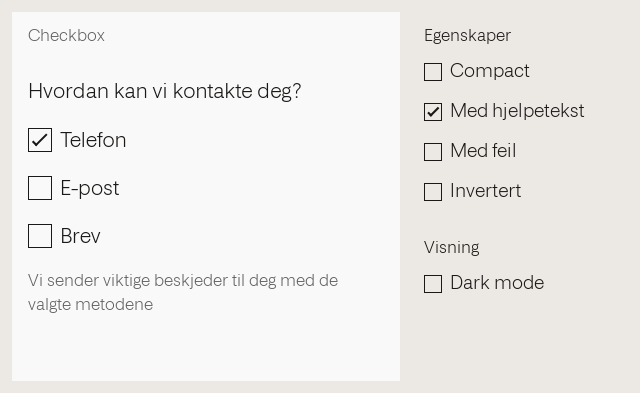 Checkbox
Hvordan kan vi kontakte deg?
Telefon
E-post
Brev
Vi sender viktige beskjeder til deg med de
valgte metodene
Egenskaper
Compact
Med hjelpetekst
Med feil
Invertert
Visning
Dark mode